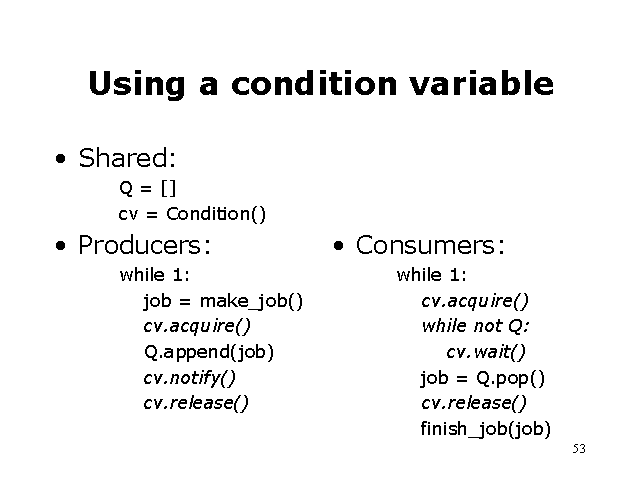 Using a condition variable
• Shared:
Q = []
cv = Condition()
• Producers:
while 1:
job = make_job()
cv.acquire()
Q.append(job)
cv.notify()
cv.release()
• Consumers:
while 1:
cv.acquire()
while not Q:
cv.wait()
job = Q.pop()
cv.release()
finish_job(job)
53